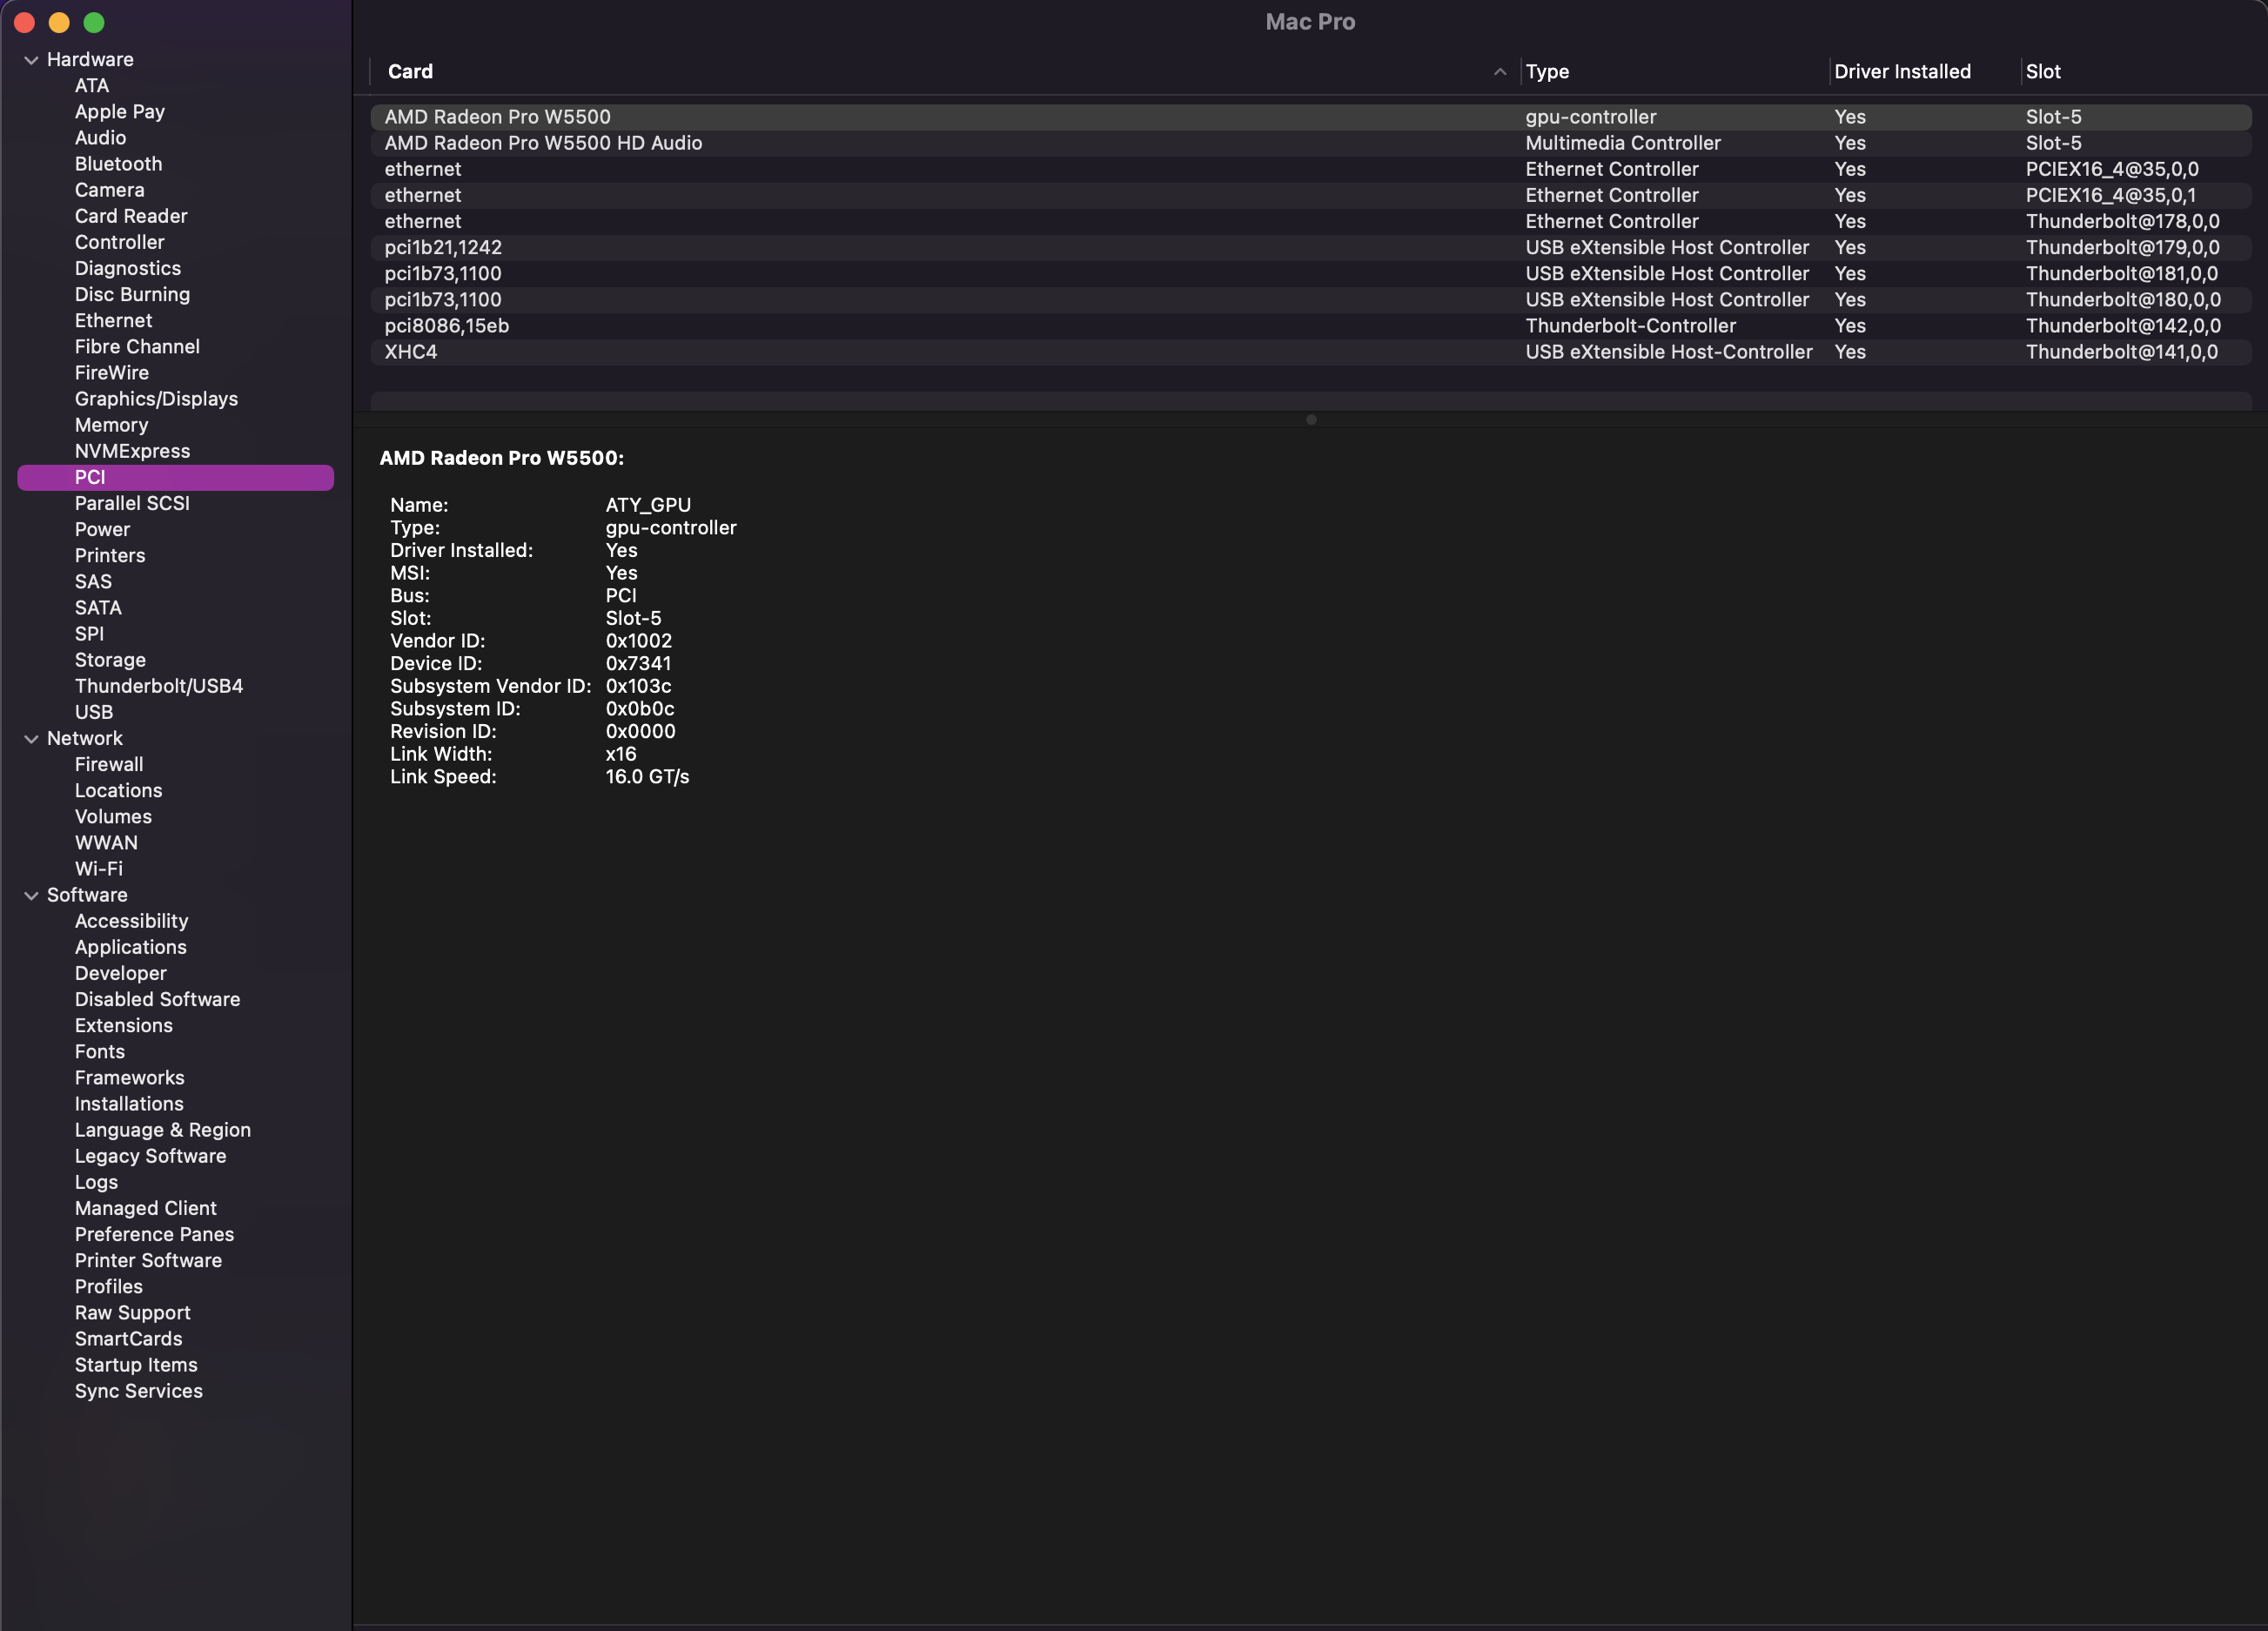 Mac Pro
Hardware
ATA
Apple Pay
Audio
Bluetooth
Camera
Card Reader
Controller
Diagnostics
Disc Burning
Ethernet
Fibre Channel
FireWire
Graphics/Displays
Memory
NVMExpress
PCI
Parallel SCSI
Power
Printers
SAS
SATA
SPI
Storage
Thunderbolt/USB4
USB
Network
Firewall
Locations
Volumes
WWAN
Wi-Fi
Software
Accessibility
Applications
Developer
Disabled Software
Extensions
Fonts
Frameworks
Installations
Language & Region
Legacy Software
Logs
Managed Client
Preference Panes
Printer Software
Profiles
Raw Support
SmartCards
Startup Items
Sync Services
Card Type Driver Installed Slot
AMD Radeon Pro W5500 gpu-controller Yes Slot-5
AMD Radeon Pro W5500 HD Audio Multimedia Controller Yes Slot-5
ethernet Ethernet Controller Yes PCIEX16_4@35,0,0
ethernet Ethernet Controller Yes PCIEX16_4@35,0,1
ethernet Ethernet Controller Yes Thunderbolt@178,0,0
pci1b21,1242 USB eXtensible Host Controller Yes Thunderbolt@179,0,0
pci1b73,1100 USB eXtensible Host Controller Yes Thunderbolt@181,0,0
pci1b73,1100 USB eXtensible Host Controller Yes Thunderbolt@180,0,0
pci8086,15eb Thunderbolt-Controller Yes Thunderbolt@142,0,0
XHC4 USB eXtensible Host-Controller Yes Thunderbolt@141,0,0
AMD Radeon Pro W5500:
Name: ATY_GPU
Type: gpu-controller
Driver Installed: Yes
MSI: Yes
Bus: PCI
Slot: Slot-5
Vendor ID: 0x1002
Device ID: 0x7341
Subsystem Vendor ID: 0x103c
Subsystem ID: 0x0b0c
Revision ID: 0x0000
Link Width: x16
Link Speed: 16.0 GT/s